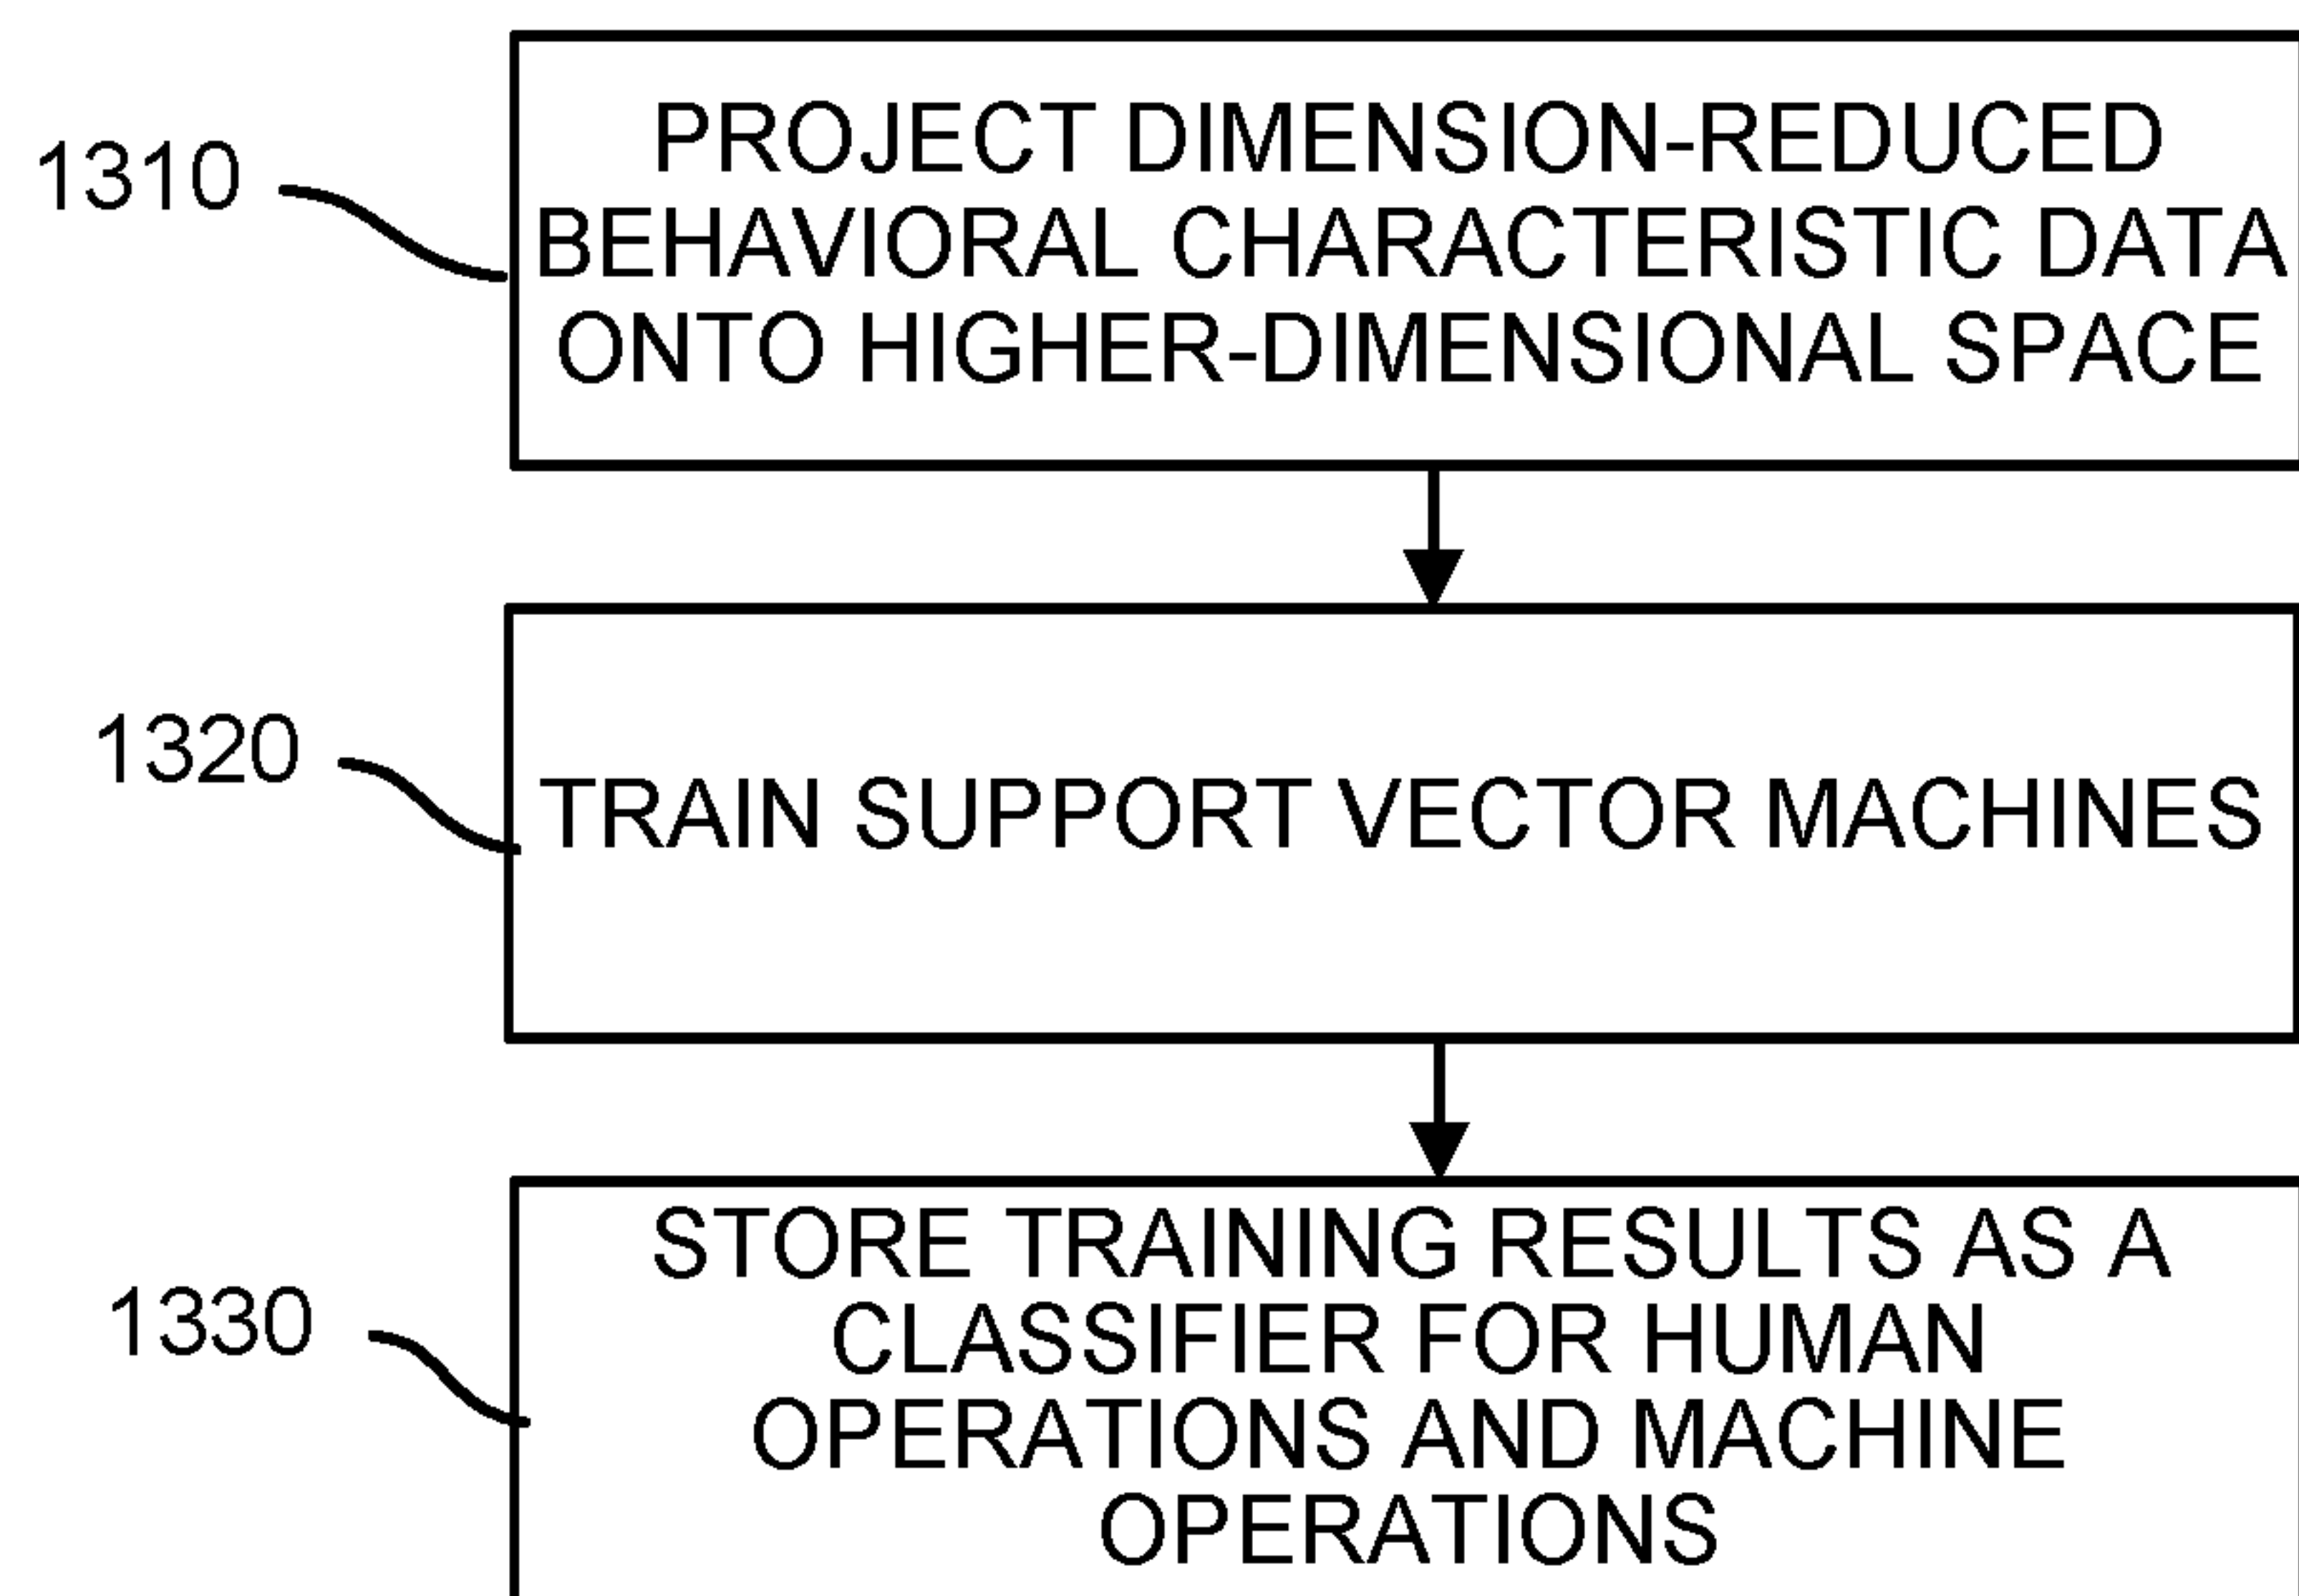 1310
PROJECT DIMENSION-REDUCED
BEHAVIORAL CHARACTERISTIC DATA
ONTO HIGHER-DIMENSIONAL SPACE
1320
TRAIN SUPPORT VECTOR MACHINES
1330
STORE TRAINING RESULTS AS A
CLASSIFIER FOR HUMAN
OPERATIONS AND MACHINE
OPERATIONS